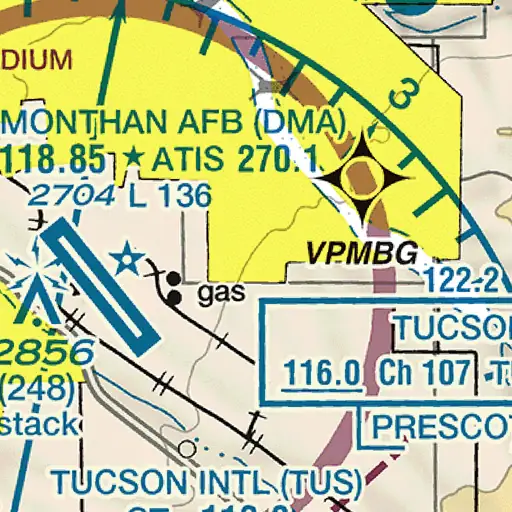 DIUM
3
MONTHAN AFB (DMA)
118.85 ★ ATIS 270.1
2704 L 136
VPMBG
122.2
gas
TUCSO
116.0 Ch 107
2856
(248)
stack
PRESCOT
TUCSON INTL (TUS)